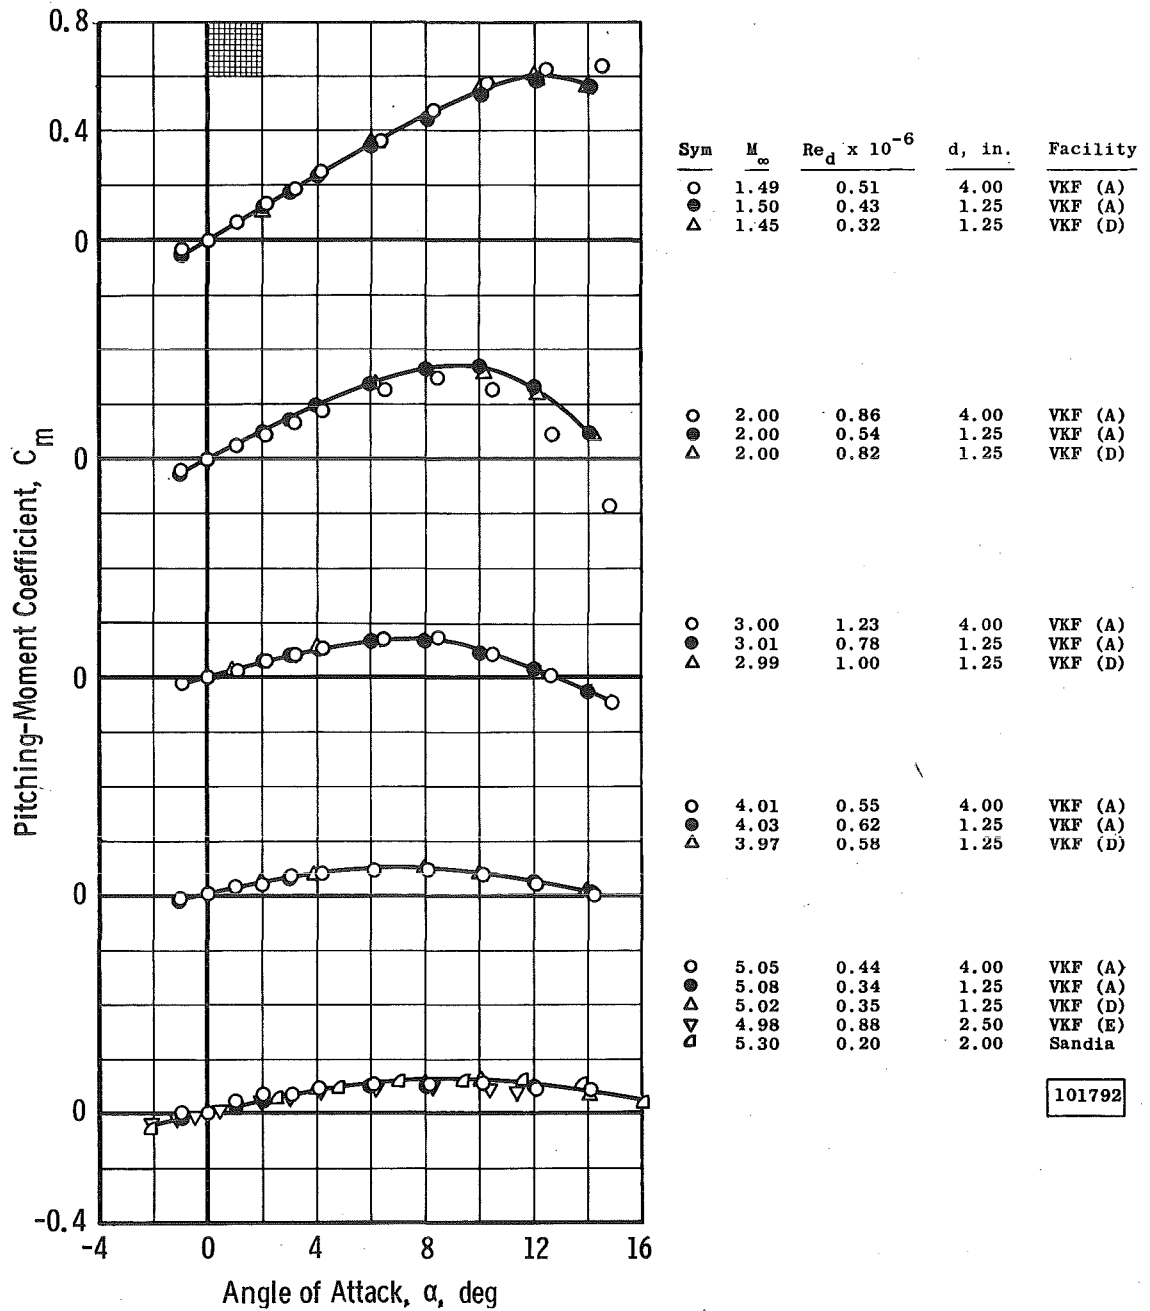 0.8
0.4
0
0
0
0
0
-0.4
-4 0 4 8 12 16
Pitching-Moment Coefficient, Cm
Angle of Attack, α, deg
Sym M∞ Red x 10-6 d, in. Facility
1.49 0.51 4.00 VKF (A)
1.50 0.43 1.25 VKF (A)
1.45 0.32 1.25 VKF (D)
2.00 0.86 4.00 VKF (A)
2.00 0.54 1.25 VKF (A)
2.00 0.82 1.25 VKF (D)
3.00 1.23 4.00 VKF (A)
3.01 0.78 1.25 VKF (A)
2.99 1.00 1.25 VKF (D)
4.01 0.55 4.00 VKF (A)
4.03 0.62 1.25 VKF (A)
3.97 0.58 1.25 VKF (D)
5.05 0.44 4.00 VKF (A)
5.08 0.34 1.25 VKF (A)
5.02 0.35 1.25 VKF (D)
4.98 0.88 2.50 VKF (E)
5.30 0.20 2.00 Sandia
101792